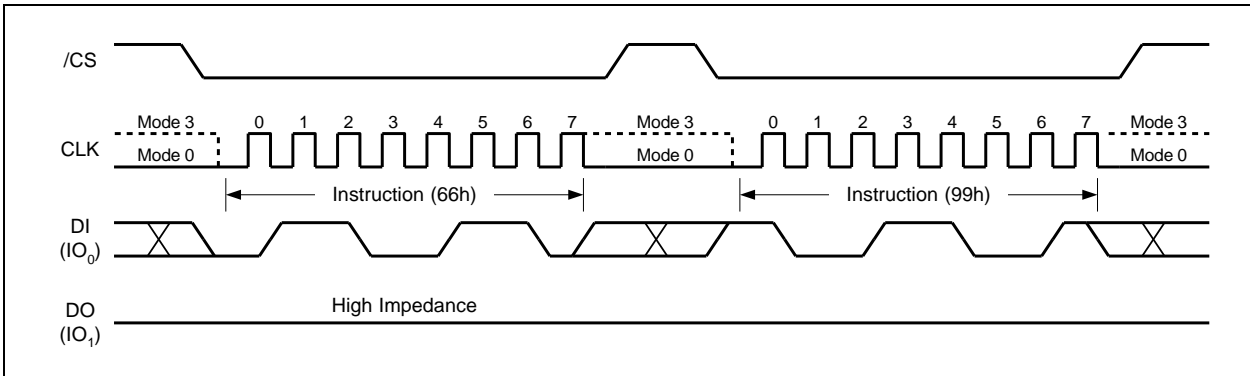 /CS
Mode 3 0 1 2 3 4 5 6 7 Mode 3 0 1 2 3 4 5 6 7 Mode 3
CLK
Mode 0 Mode 0 Mode 0
Instruction (66h) Instruction (99h)
DI
(IO0)
High Impedance
DO
(IO1)